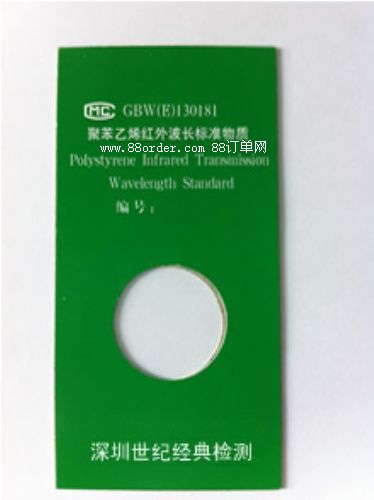 MC GBW(E)130181
聚苯乙烯红外波长标准物质
www.88order.com 88订单网
Polystyrene Infrared Transmission
Wavelength Standard
编号：
深圳世纪经典检测